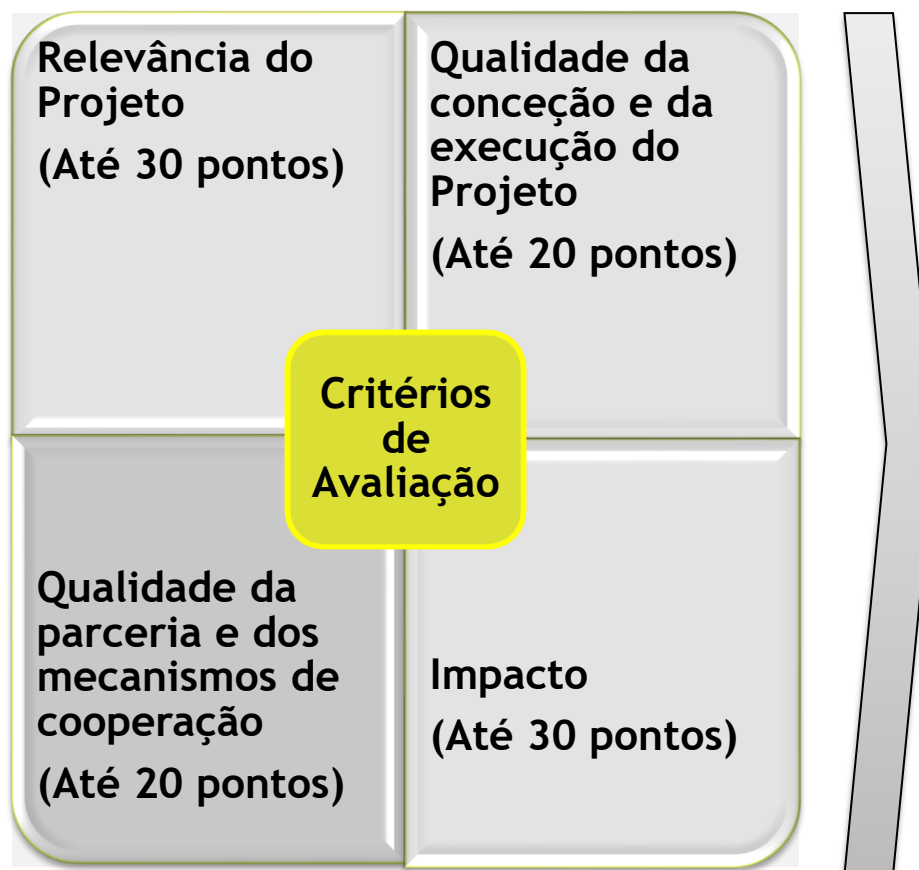 Relevância do
Projeto
(Até 30 pontos)
Qualidade da
conceção e da
execução do
Projeto
(Até 20 pontos)
Critérios
de
Avaliação
Qualidade da
parceria e dos
mecanismos de
cooperação
(Até 20 pontos)
Impacto
(Até 30 pontos)